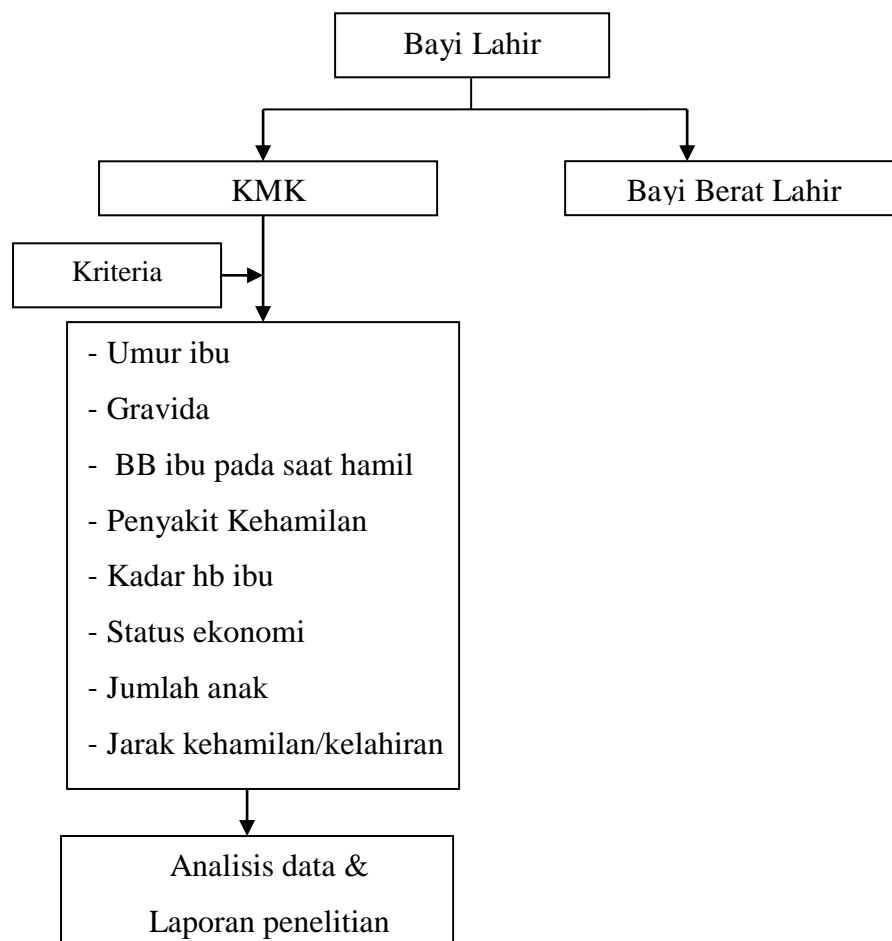 Bayi Lahir
KMK
Bayi Berat Lahir
Kriteria
- Umur ibu
- Gravida
- BB ibu pada saat hamil
- Penyakit Kehamilan
- Kadar hb ibu
- Status ekonomi
- Jumlah anak
- Jarak kehamilan/kelahiran
Analisis data &
Laporan penelitian